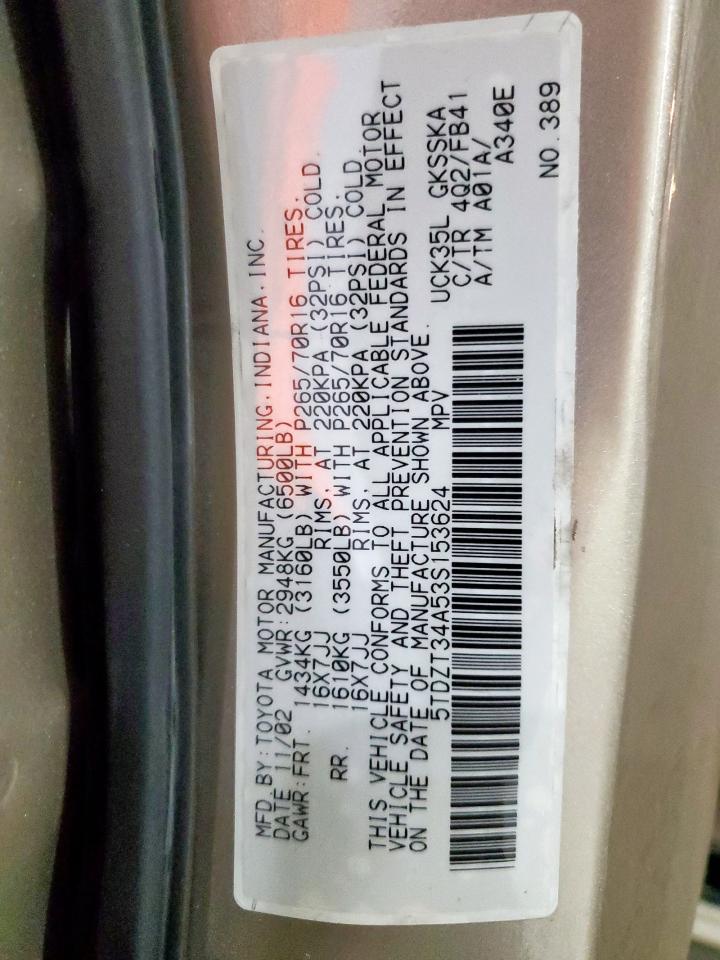 MFD. BY: TOYOTA MOTOR MANUFACTURING, INDIANA, INC.
DATE 11/02 GVWR: 2948KG (6500LB)
GAWR: FRT. 1434KG (3160LB) WITH P265/70R16 TIRES.
16X7JJ RIMS. AT 220KPA (32PSI) COLD.
RR. 1610KG (3550LB) WITH P265/70R16 TIRES.
16X7JJ RIMS. AT 220KPA (32PSI) COLD.
THIS VEHICLE CONFORMS TO ALL APPLICABLE FEDERAL MOTOR
VEHICLE SAFETY AND THEFT PREVENTION STANDARDS IN EFFECT
ON THE DATE OF MANUFACTURE SHOWN ABOVE.
5TDZT34A53S153624 MPV
UCK35L GKSSKA
C/TR 4Q2/FB41
A/TM A01A/
A340E
NO. 389